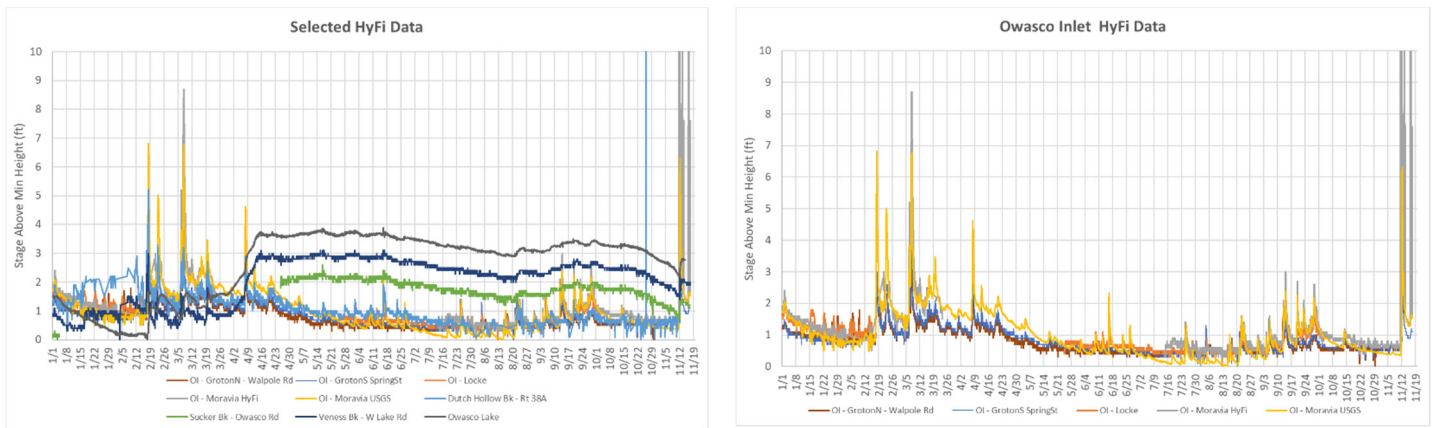 Selected HyFi Data
Stage Above Min Height (ft)
10
9
8
7
6
5
4
3
2
1
0
1/1 1/8 1/15 1/22 1/29 2/5 2/12 2/19 2/26 3/5 3/12 3/19 3/26 4/2 4/9 4/16 4/23 4/30 5/7 5/14 5/21 5/28 6/4 6/11 6/18 6/25 7/2 7/9 7/16 7/23 7/30 8/6 8/13 8/20 8/27 9/3 9/10 9/17 9/24 10/1 10/8 10/15 10/22 10/29 11/5 11/12 11/19
OI - GrotonN - Walpole Rd OI - GrotonS SpringSt OI - Locke
OI - Moravia HyFi OI - Moravia USGS Dutch Hollow Bk - Rt 38A
Sucker Bk - Owasco Rd Veness Bk - W Lake Rd Owasco Lake
Owasco Inlet HyFi Data
Stage Above Min Height (ft)
10
9
8
7
6
5
4
3
2
1
0
1/1 1/8 1/15 1/22 1/29 2/5 2/12 2/19 2/26 3/5 3/12 3/19 3/26 4/2 4/9 4/16 4/23 4/30 5/7 5/14 5/21 5/28 6/4 6/11 6/18 6/25 7/2 7/9 7/16 7/23 7/30 8/6 8/13 8/20 8/27 9/3 9/10 9/17 9/24 10/1 10/8 10/15 10/22 10/29 11/5 11/12 11/19
OI - GrotonN - Walpole Rd OI - GrotonS SpringSt OI - Locke OI - Moravia HyFi OI - Moravia USGS